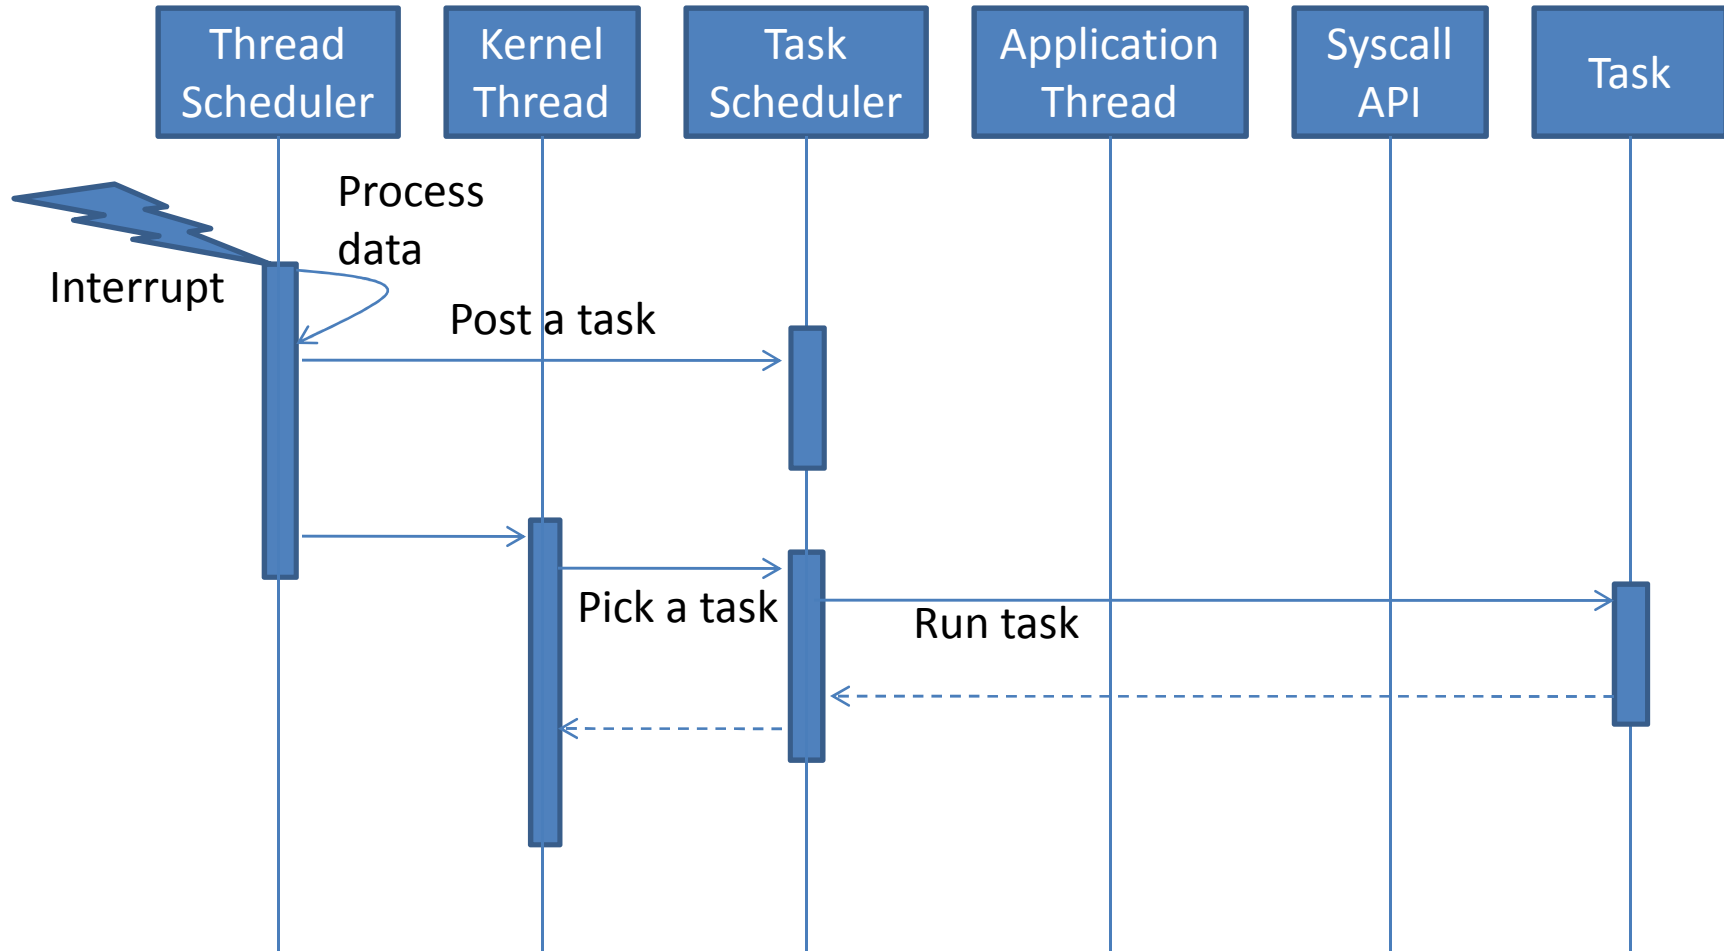 Thread
Scheduler
Kernel
Thread
Task
Scheduler
Application
Thread
Syscall
API
Task
Process
data
Interrupt
Post a task
Pick a task
Run task